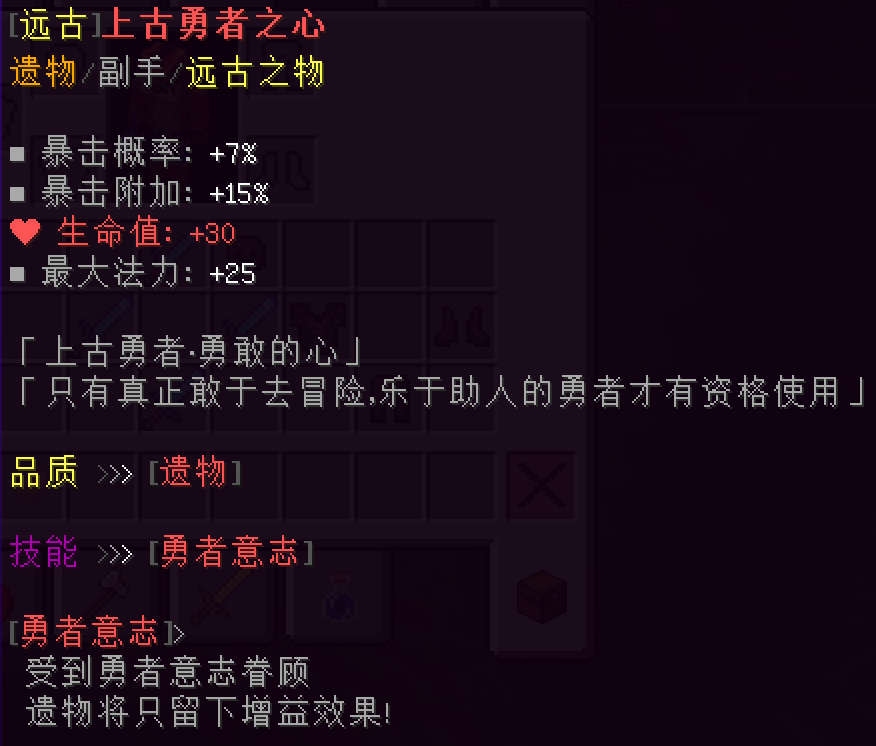 [远古]上古勇者之心
遗物/副手/远古之物
■ 暴击概率: +7%
■ 暴击附加: +15%
❤ 生命值: +30
■ 最大法力: +25
「上古勇者·勇敢的心」
「只有真正敢于去冒险,乐于助人的勇者才有资格使用」
品质 >>> [遗物]
技能 >>> [勇者意志]
[勇者意志]>
受到勇者意志眷顾
遗物将只留下增益效果!